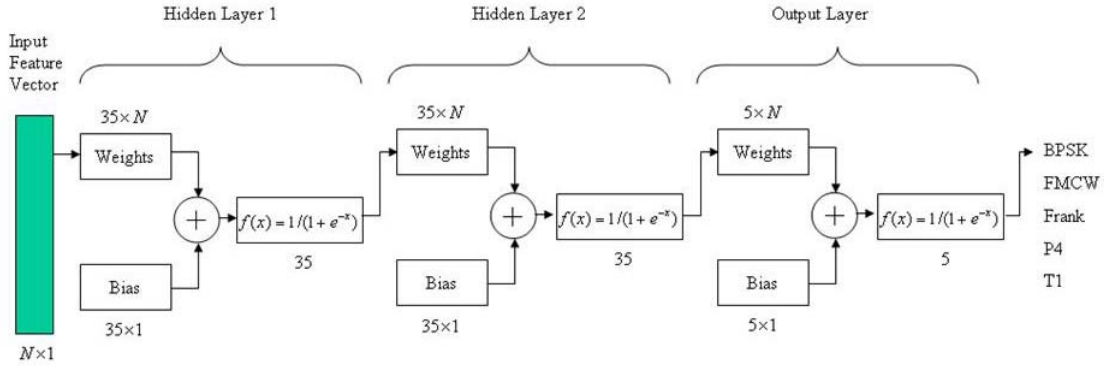 Hidden Layer 1
Hidden Layer 2
Output Layer
Input
Feature
Vector
35×N
35×N
5×N
Weights
Weights
Weights
BPSK
FMCW
Frank
P4
T1
+
+
+
f(x)=1/(1+e^{-x})
f(x)=1/(1+e^{-x})
f(x)=1/(1+e^{-x})
35
35
5
Bias
Bias
Bias
35×1
35×1
5×1
N×1